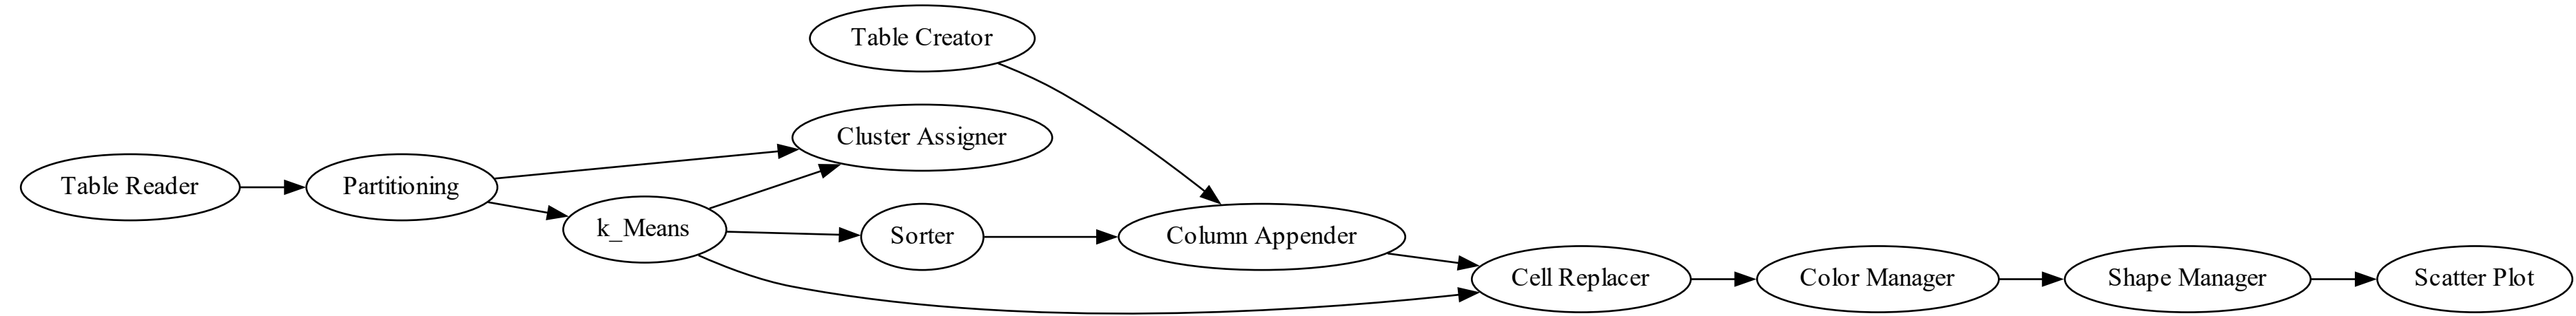 Table Creator
Cluster Assigner
Table Reader
Partitioning
k_Means
Sorter
Column Appender
Cell Replacer
Color Manager
Shape Manager
Scatter Plot